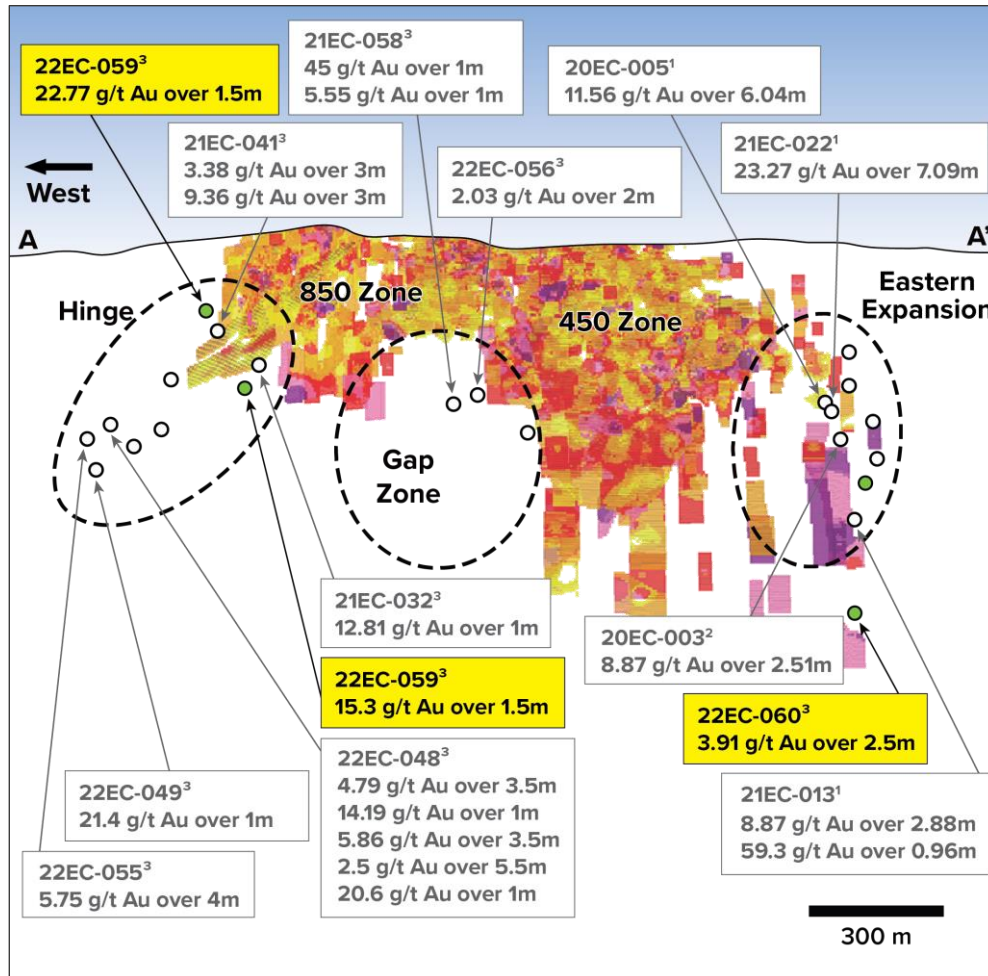 22EC-059³
22.77 g/t Au over 1.5m
21EC-058³
45 g/t Au over 1m
5.55 g/t Au over 1m
20EC-005¹
11.56 g/t Au over 6.04m
21EC-041³
3.38 g/t Au over 3m
9.36 g/t Au over 3m
22EC-056³
2.03 g/t Au over 2m
21EC-022¹
23.27 g/t Au over 7.09m
West
A
A'
Hinge
850 Zone
450 Zone
Eastern
Expansion
Gap
Zone
21EC-032³
12.81 g/t Au over 1m
20EC-003²
8.87 g/t Au over 2.51m
22EC-059³
15.3 g/t Au over 1.5m
22EC-060³
3.91 g/t Au over 2.5m
22EC-049³
21.4 g/t Au over 1m
22EC-048³
4.79 g/t Au over 3.5m
14.19 g/t Au over 1m
5.86 g/t Au over 3.5m
2.5 g/t Au over 5.5m
20.6 g/t Au over 1m
21EC-013¹
8.87 g/t Au over 2.88m
59.3 g/t Au over 0.96m
22EC-055³
5.75 g/t Au over 4m
300 m